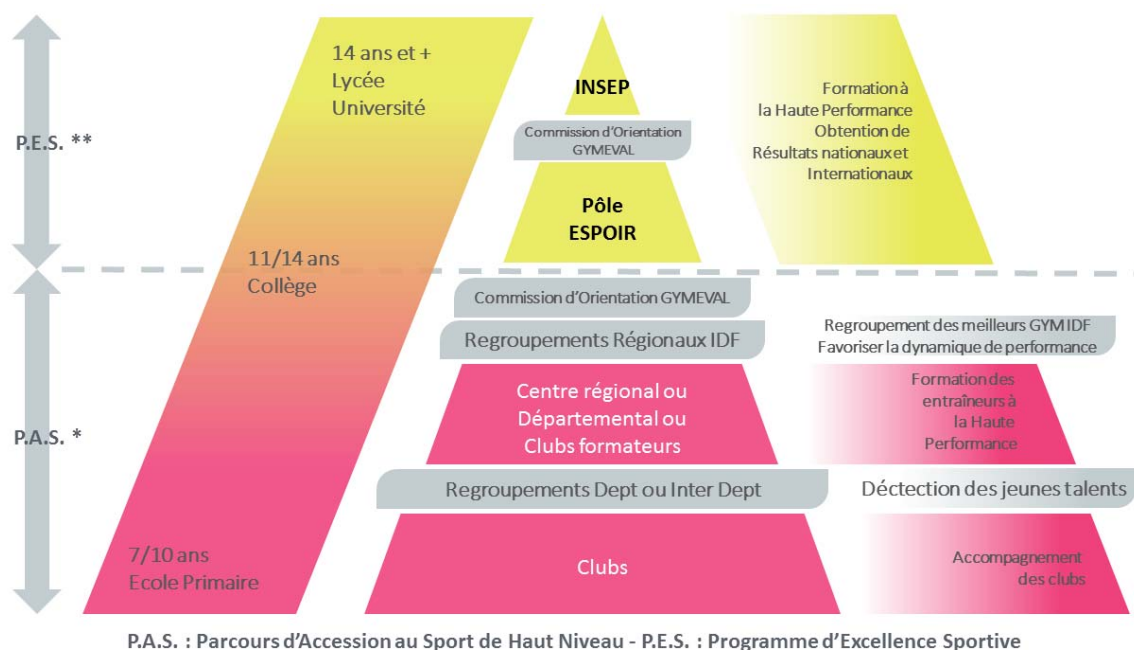 P.E.S. **
P.A.S. *
14 ans et +
Lycée
Université
11/14 ans
Collège
7/10 ans
Ecole Primaire
INSEP
Commission d'Orientation
GYMEVAL
Pôle
ESPOIR
Commission d'Orientation GYMEVAL
Regroupements Régionaux IDF
Centre régional ou
Départemental ou
Clubs formateurs
Regroupements Dept ou Inter Dept
Clubs
Formation à
la Haute Performance
Obtention de
Résultats nationaux et
Internationaux
Regroupement des meilleurs GYM IDF
Favoriser la dynamique de performance
Formation des
entraîneurs à
la Haute
Performance
Déctection des jeunes talents
Accompagnement
des clubs
P.A.S. : Parcours d'Accession au Sport de Haut Niveau - P.E.S. : Programme d'Excellence Sportive